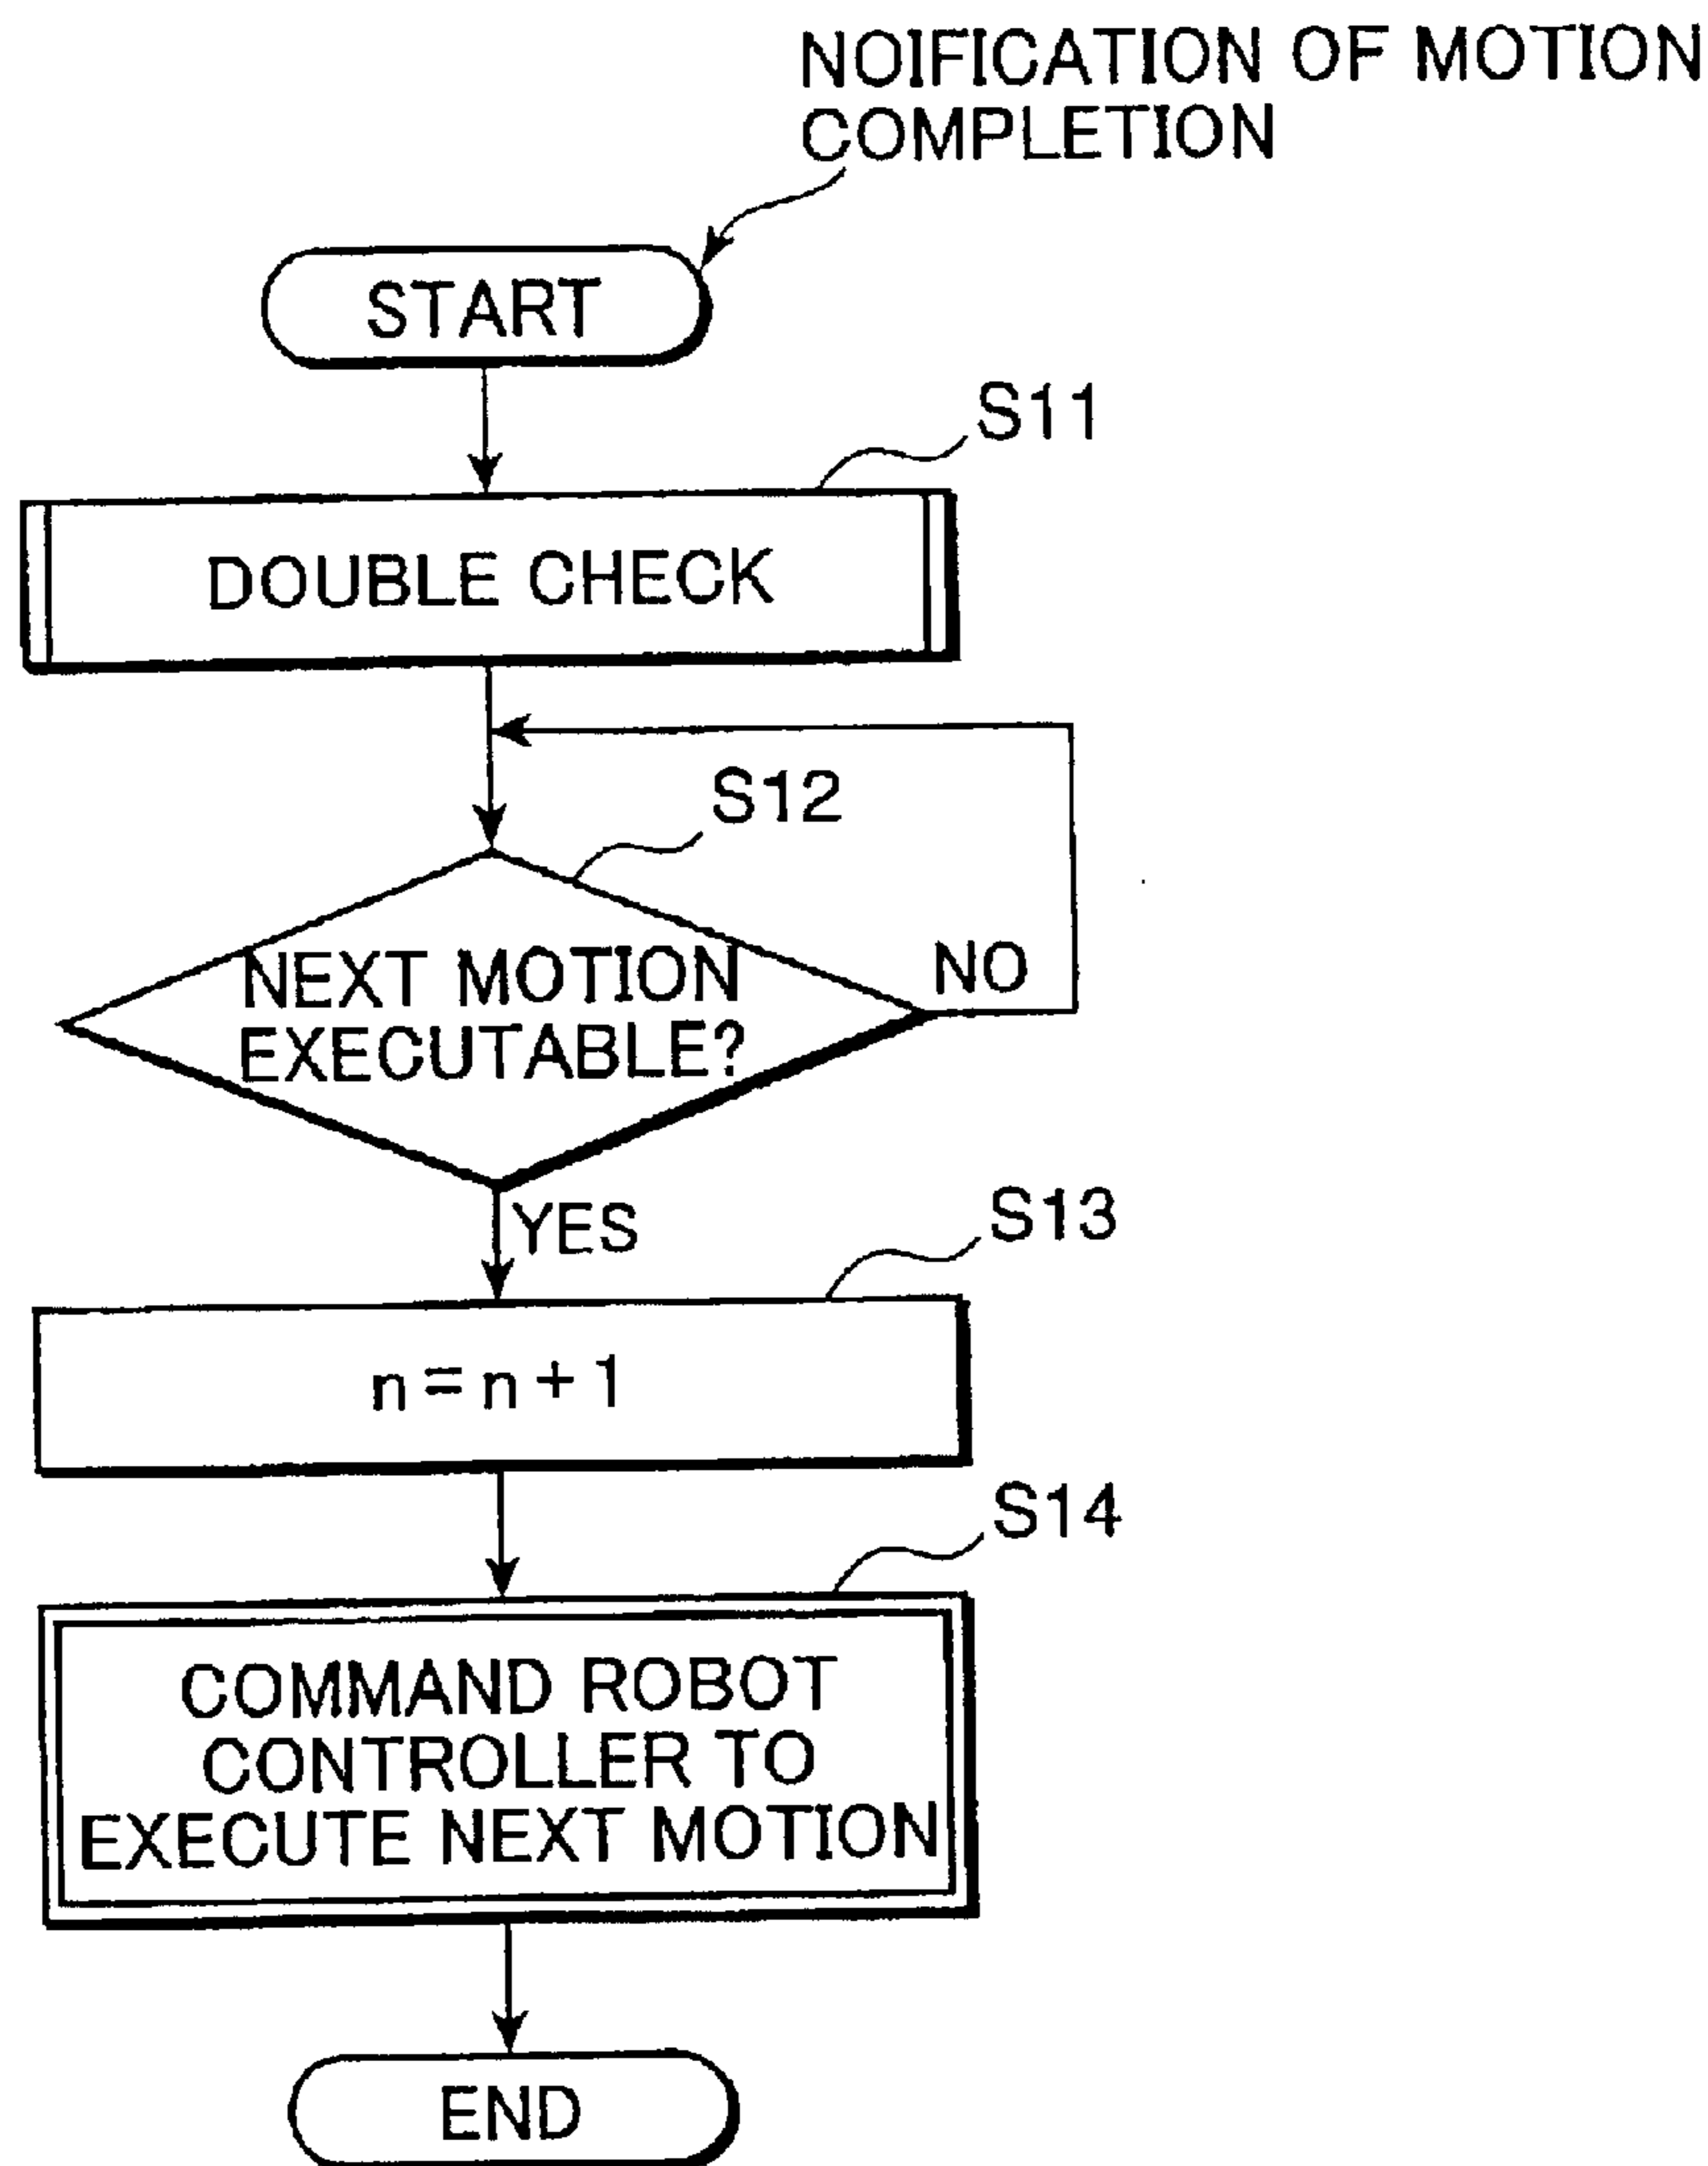 NOIFICATION OF MOTION
COMPLETION
START
S11
DOUBLE CHECK
S12
NEXT MOTION
EXECUTABLE?
NO
YES
S13
n = n + 1
S14
COMMAND ROBOT
CONTROLLER TO
EXECUTE NEXT MOTION
END